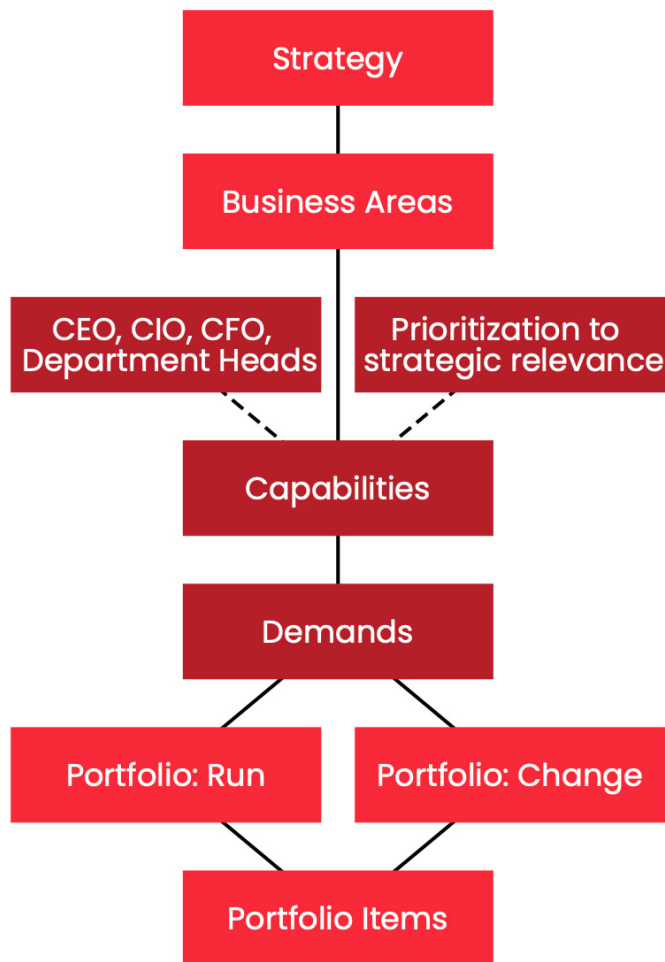 Strategy
Business Areas
CEO, CIO, CFO,
Department Heads
Prioritization to
strategic relevance
Capabilities
Demands
Portfolio: Run
Portfolio: Change
Portfolio Items